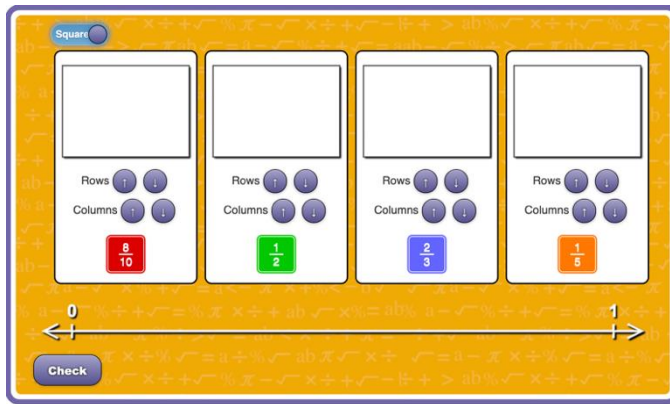 Square
Rows ↑ ↓
Columns ↑ ↓
8/10
Rows ↑ ↓
Columns ↑ ↓
1/2
Rows ↑ ↓
Columns ↑ ↓
2/3
Rows ↑ ↓
Columns ↑ ↓
1/5
0 1
Check